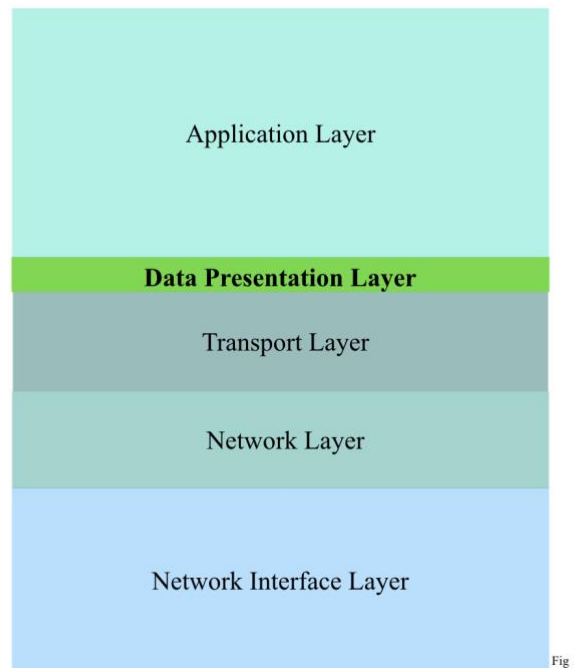 Application Layer
Data Presentation Layer
Transport Layer
Network Layer
Network Interface Layer
Fig